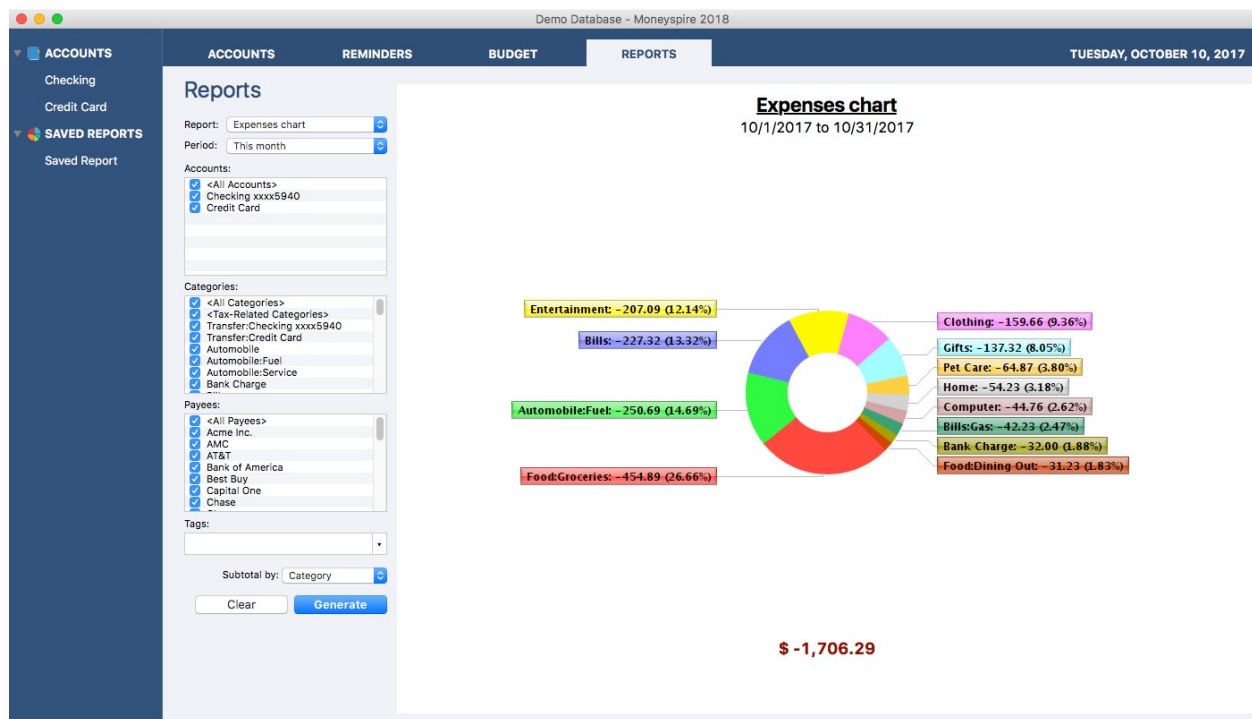 Demo Database - Moneyspire 2018
ACCOUNTS
Checking
Credit Card
SAVED REPORTS
Saved Report
ACCOUNTS REMINDERS BUDGET REPORTS TUESDAY, OCTOBER 10, 2017
Reports
Report: Expenses chart
Period: This month
Accounts:
<All Accounts>
Checking xxxx5940
Credit Card
Categories:
<All Categories>
<Tax-Related Categories>
Transfer:Checking xxxx5940
Transfer:Credit Card
Automobile
Automobile:Fuel
Automobile:Service
Bank Charge
Payees:
<All Payees>
Acme Inc.
AMC
AT&T
Bank of America
Best Buy
Capital One
Chase
Tags:
Subtotal by: Category
Clear Generate
Expenses chart
10/1/2017 to 10/31/2017
Entertainment: -207.09 (12.14%)
Bills: -227.32 (13.32%)
Automobile:Fuel: -250.69 (14.69%)
Food:Groceries: -454.89 (26.66%)
Clothing: -159.66 (9.36%)
Gifts: -137.32 (8.05%)
Pet Care: -64.87 (3.80%)
Home: -54.23 (3.18%)
Computer: -44.76 (2.62%)
Bills:Gas: -42.23 (2.47%)
Bank Charge: -32.00 (1.88%)
Food:Dining Out: -31.23 (1.83%)
$ -1,706.29